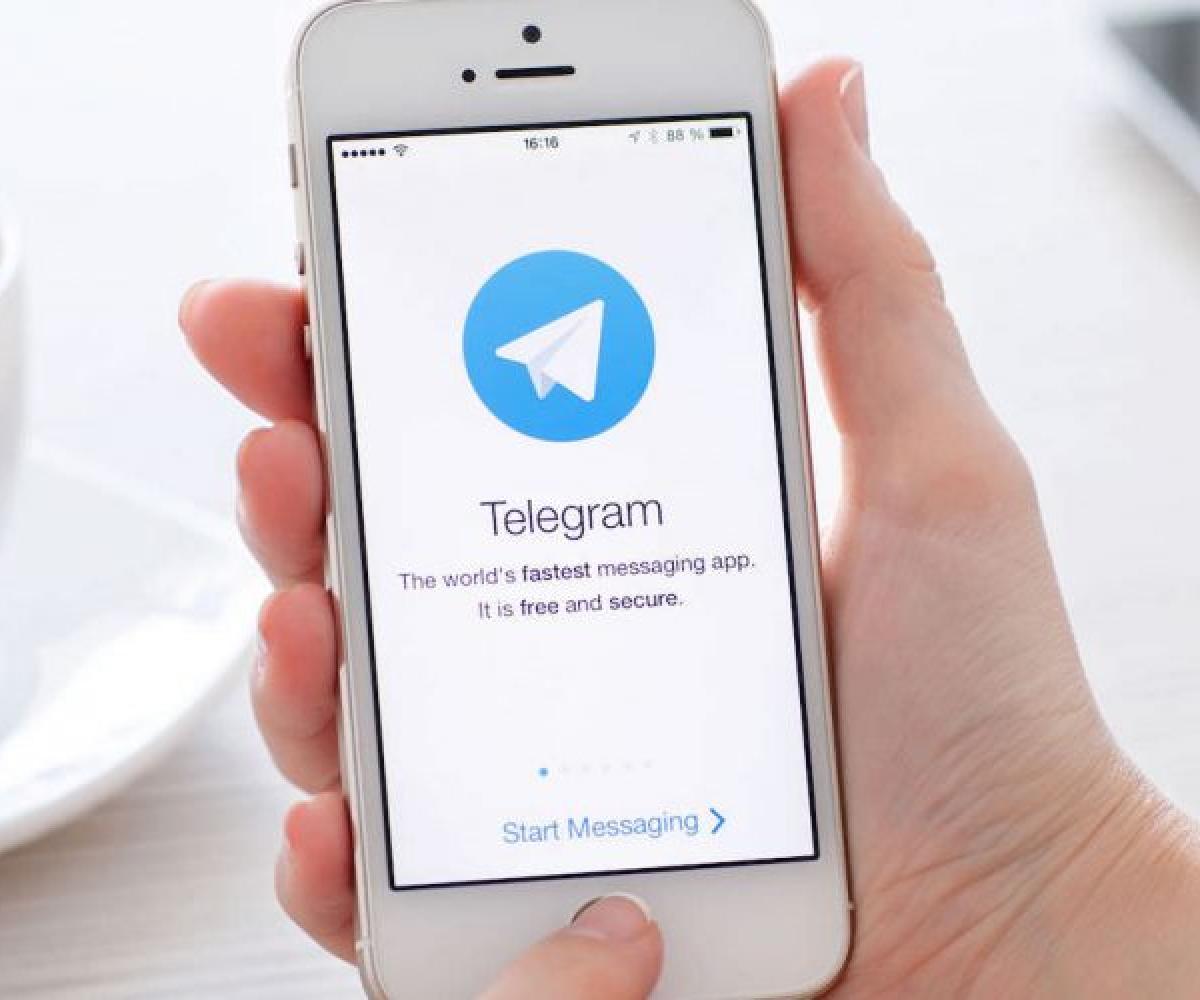 16:16 88 %
Telegram
The world's fastest messaging app.
It is free and secure.
Start Messaging